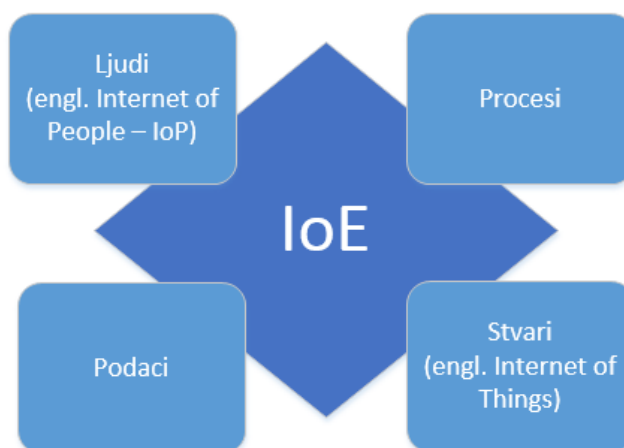 Ljudi
(engl. Internet of
People – IoP)
Procesi
IoE
Podaci
Stvari
(engl. Internet of
Things)